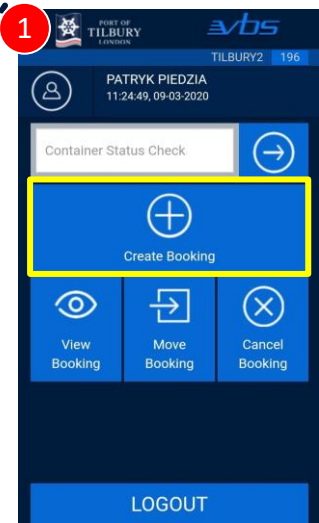 1
PORT OF
TILBURY
LONDON
vbs
TILBURY2 196
PATRYK PIEDZIA
11:24:49, 09-03-2020
Container Status Check
Create Booking
View
Booking
Move
Booking
Cancel
Booking
LOGOUT